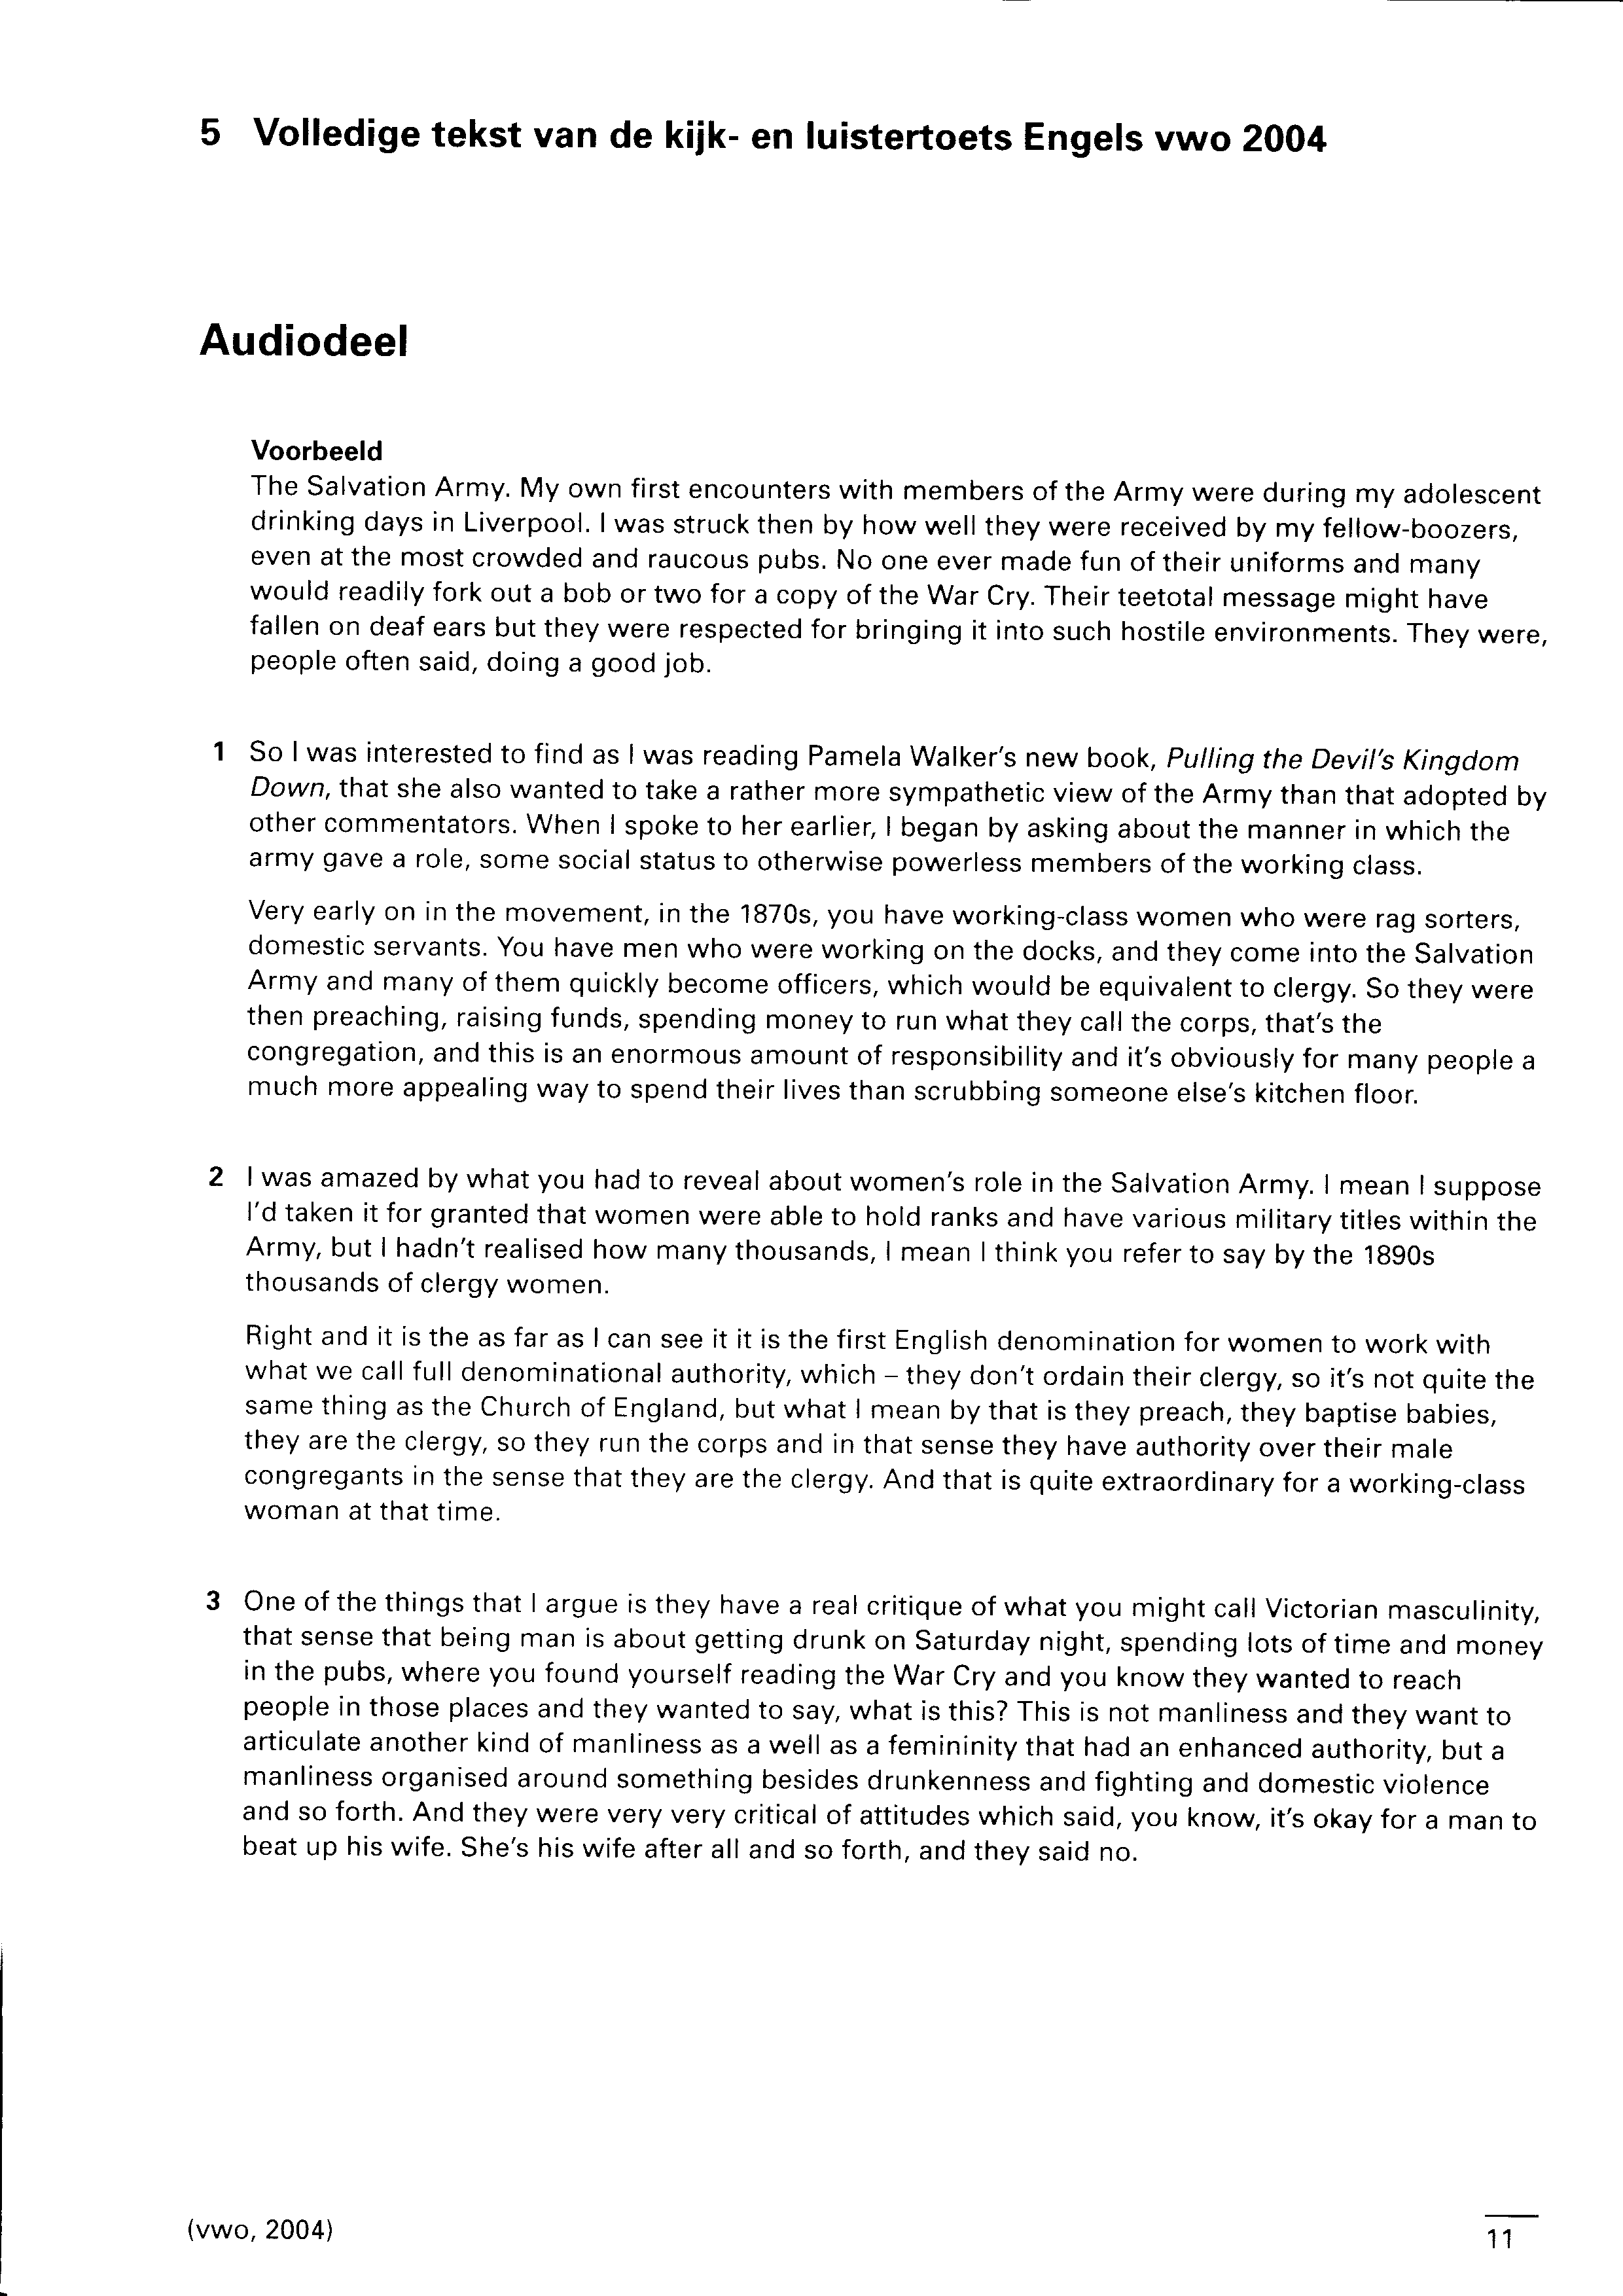 5 Volledige tekst van de kijk- en luistertoets Engels vwo 2004
Audiodeel
Voorbeeld
The Salvation Army. My own first encounters with members of the Army were during my adolescent
drinking days in Liverpool. I was struck then by how well they were received by my fellow-boozers,
even at the most crowded and raucous pubs. No one ever made fun of their uniforms and many
would readily fork out a bob or two for a copy of the War Cry. Their teetotal message might have
fallen on deaf ears but they were respected for bringing it into such hostile environments. They were,
people often said, doing a good job.
1 So I was interested to find as I was reading Pamela Walker's new book, Pulling the Devil's Kingdom
Down, that she also wanted to take a rather more sympathetic view of the Army than that adopted by
other commentators. When I spoke to her earlier, I began by asking about the manner in which the
army gave a role, some social status to otherwise powerless members of the working class.
Very early on in the movement, in the 1870s, you have working-class women who were rag sorters,
domestic servants. You have men who were working on the docks, and they come into the Salvation
Army and many of them quickly become officers, which would be equivalent to clergy. So they were
then preaching, raising funds, spending money to run what they call the corps, that's the
congregation, and this is an enormous amount of responsibility and it's obviously for many people a
much more appealing way to spend their lives than scrubbing someone else's kitchen floor.
2 I was amazed by what you had to reveal about women's role in the Salvation Army. I mean I suppose
I'd taken it for granted that women were able to hold ranks and have various military titles within the
Army, but I hadn't realised how many thousands, I mean I think you refer to say by the 1890s
thousands of clergy women.
Right and it is the as far as I can see it it is the first English denomination for women to work with
what we call full denominational authority, which – they don't ordain their clergy, so it's not quite the
same thing as the Church of England, but what I mean by that is they preach, they baptise babies,
they are the clergy, so they run the corps and in that sense they have authority over their male
congregants in the sense that they are the clergy. And that is quite extraordinary for a working-class
woman at that time.
3 One of the things that I argue is they have a real critique of what you might call Victorian masculinity,
that sense that being man is about getting drunk on Saturday night, spending lots of time and money
in the pubs, where you found yourself reading the War Cry and you know they wanted to reach
people in those places and they wanted to say, what is this? This is not manliness and they want to
articulate another kind of manliness as a well as a femininity that had an enhanced authority, but a
manliness organised around something besides drunkenness and fighting and domestic violence
and so forth. And they were very very critical of attitudes which said, you know, it's okay for a man to
beat up his wife. She's his wife after all and so forth, and they said no.
(vwo, 2004)
11